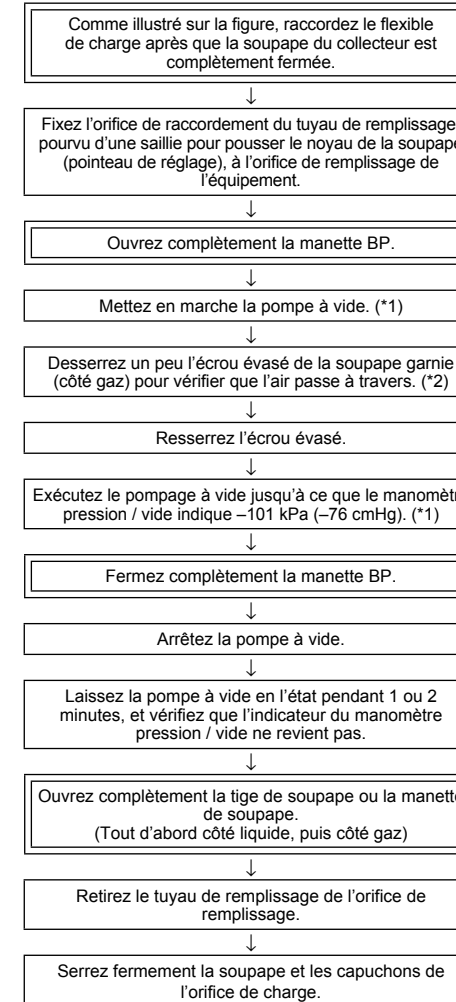 Comme illustré sur la figure, raccordez le flexible
de charge après que la soupape du collecteur est
complètement fermée.
↓
Fixez l'orifice de raccordement du tuyau de remplissage
pourvu d'une saillie pour pousser le noyau de la soupape
(pointeau de réglage), à l'orifice de remplissage de
l'équipement.
↓
Ouvrez complètement la manette BP.
↓
Mettez en marche la pompe à vide. (*1)
↓
Desserrez un peu l'écrou évasé de la soupape garnie
(côté gaz) pour vérifier que l'air passe à travers. (*2)
↓
Resserrez l'écrou évasé.
↓
Exécutez le pompage à vide jusqu'à ce que le manomètr
pression / vide indique –101 kPa (–76 cmHg). (*1)
↓
Fermez complètement la manette BP.
↓
Arrêtez la pompe à vide.
↓
Laissez la pompe à vide en l'état pendant 1 ou 2
minutes, et vérifiez que l'indicateur du manomètre
pression / vide ne revient pas.
↓
Ouvrez complètement la tige de soupape ou la manette
de soupape.
(Tout d'abord côté liquide, puis côté gaz)
↓
Retirez le tuyau de remplissage de l'orifice de
remplissage.
↓
Serrez fermement la soupape et les capuchons de
l'orifice de charge.